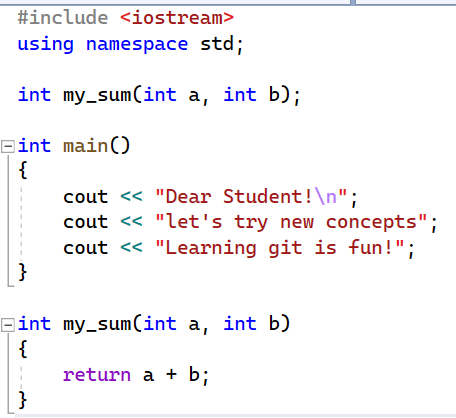 #include <iostream>
using namespace std;
int my_sum(int a, int b);
int main()
{
cout << "Dear Student!\n";
cout << "let's try new concepts";
cout << "Learning git is fun!";
}
int my_sum(int a, int b)
{
return a + b;
}